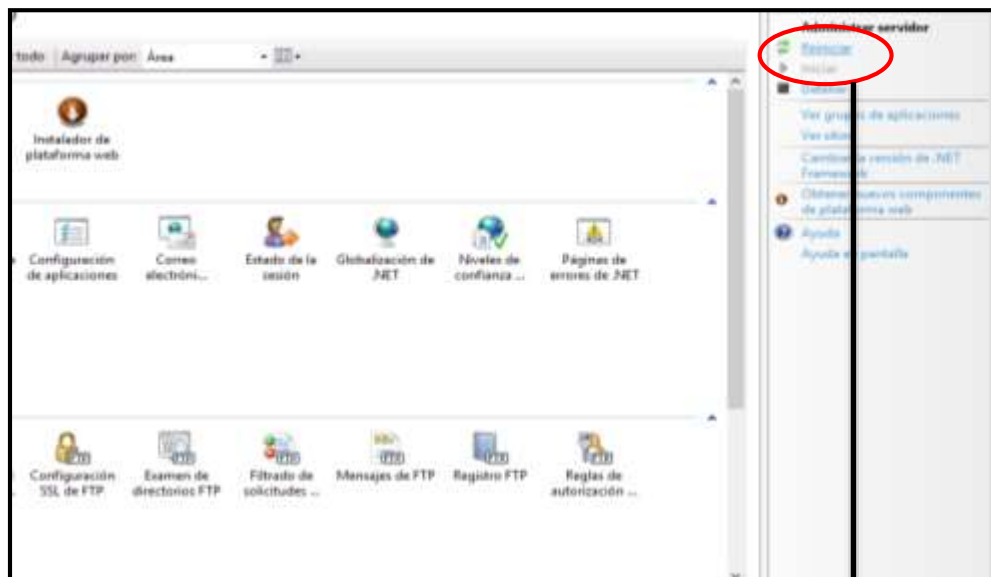 todo Agrupar por: Área
Instalador de
plataforma web
Configuración
de aplicaciones
Correo
electróni...
Estado de la
sesión
Globalización de
.NET
Niveles de
confianza ...
Páginas de
errores de .NET
Configuración
SSL de FTP
Examen de
directorios FTP
Filtrado de
solicitudes ...
Mensajes de FTP
Registro FTP
Reglas de
autorización ...
Administrar servidor
Reiniciar
Iniciar
Detener
Ver grupos de aplicaciones
Ver sitios
Cambiar la versión de .NET
Framework
Obtener nuevos componentes
de plataforma web
Ayuda
Ayuda en pantalla